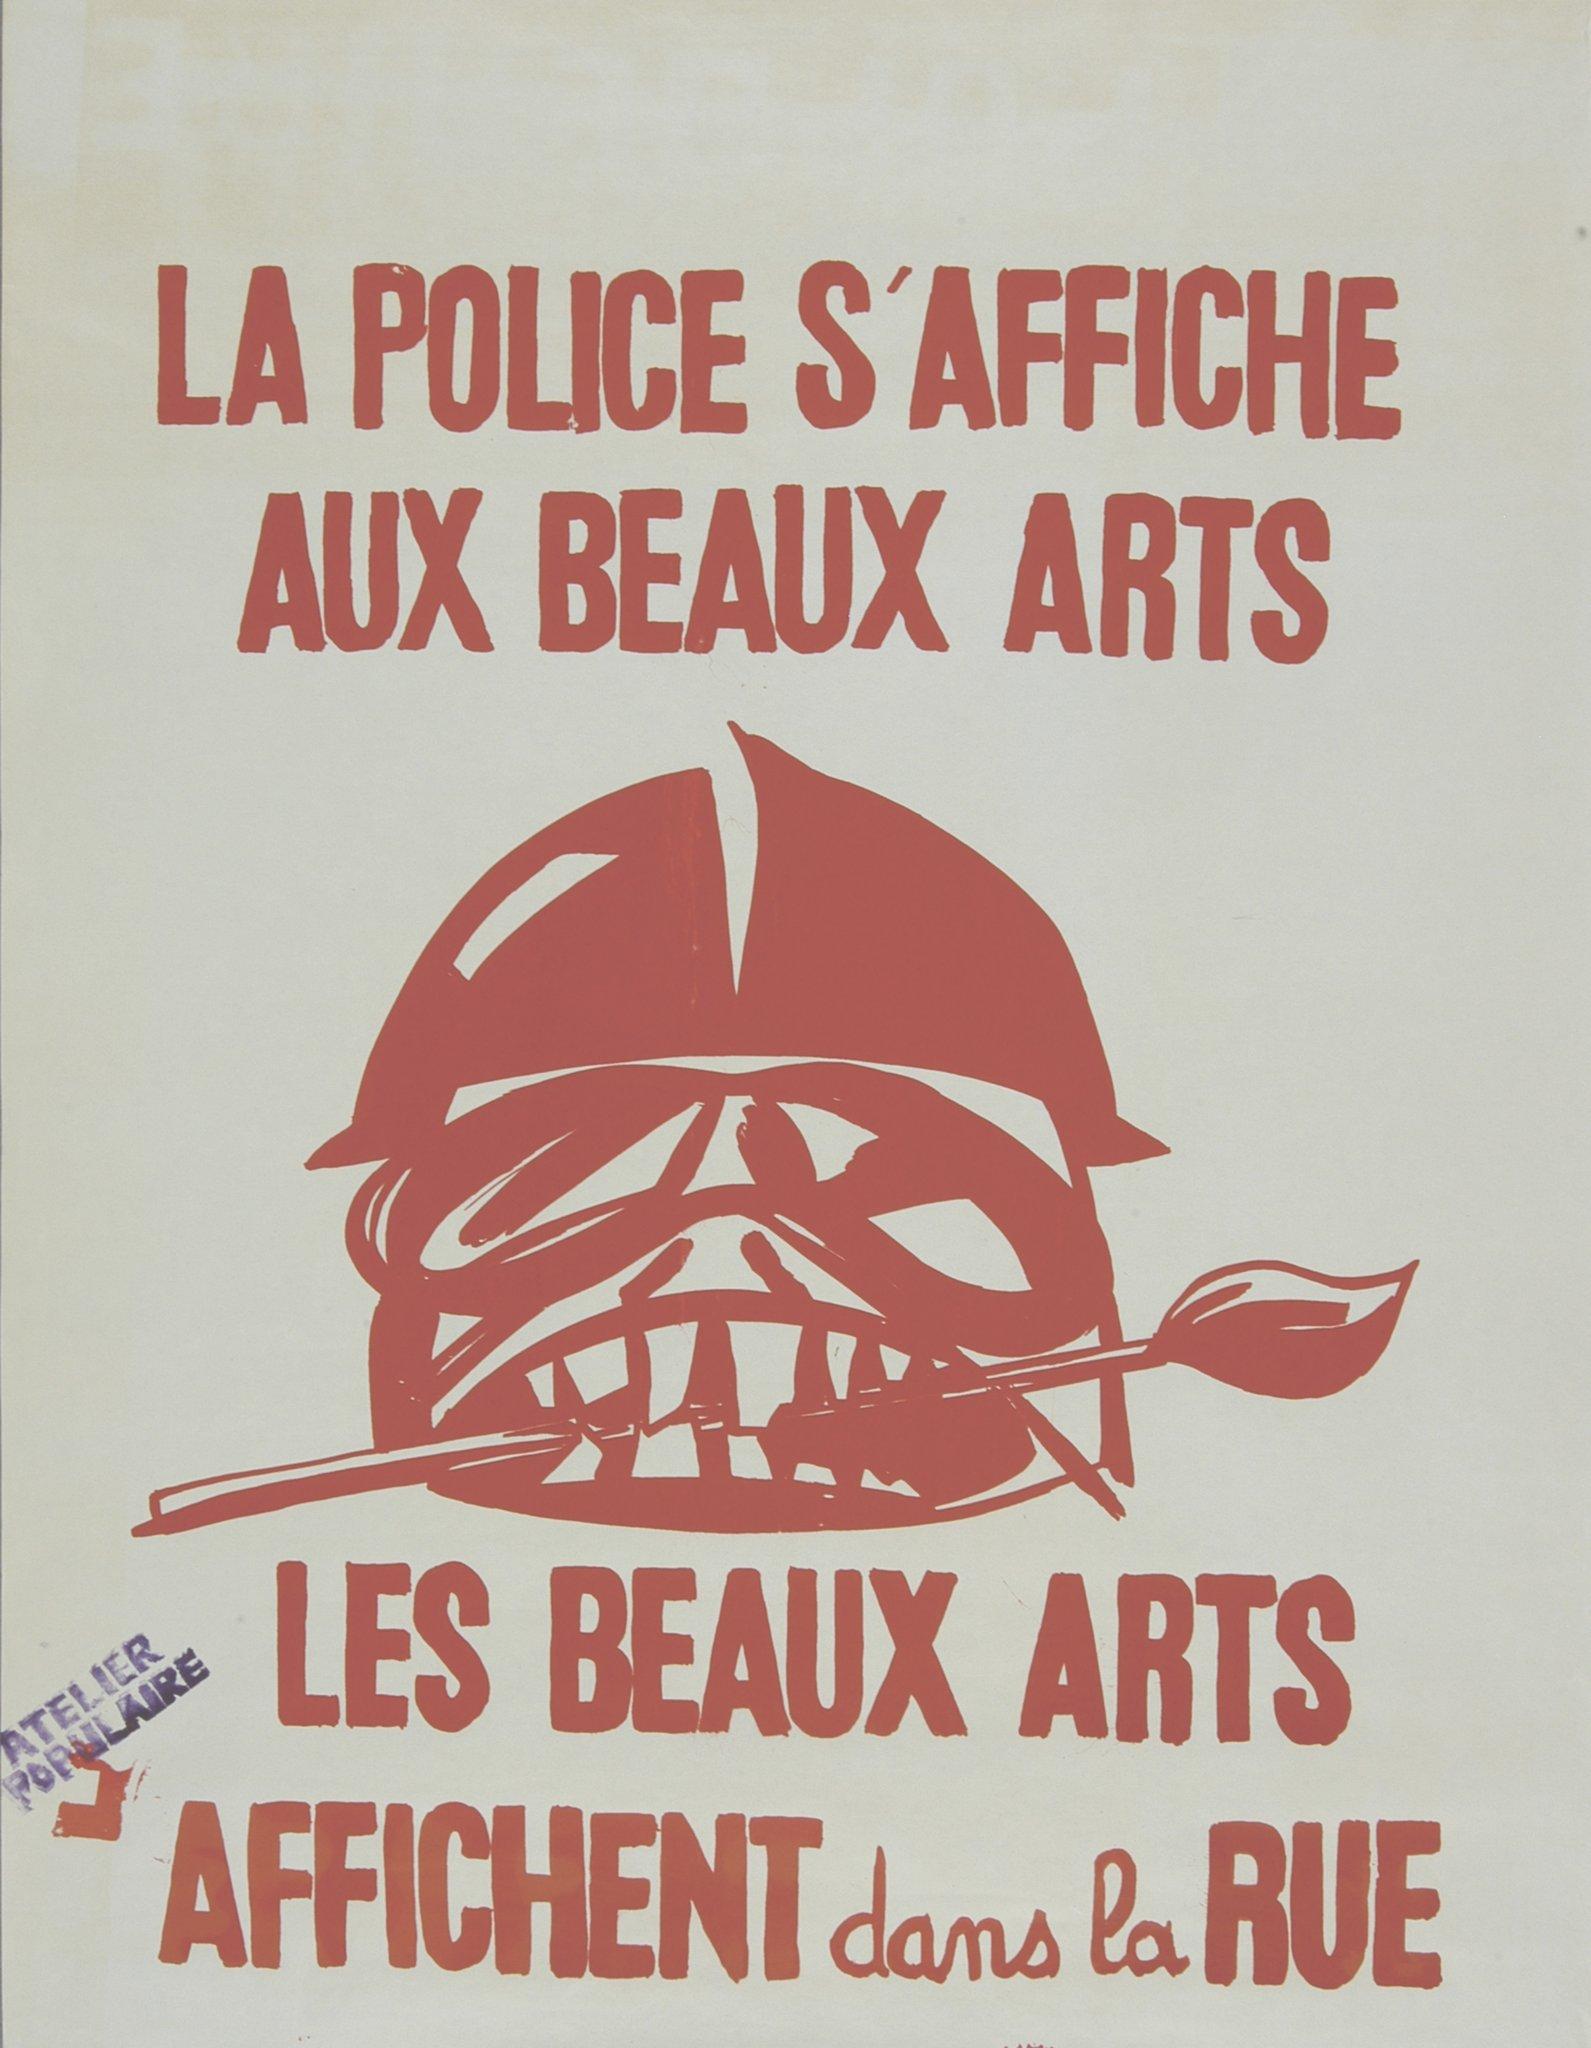 LA POLICE S'AFFICHE
AUX BEAUX ARTS
LES BEAUX ARTS
AFFICHENT dans la RUE
ATELIER
POPULAIRE